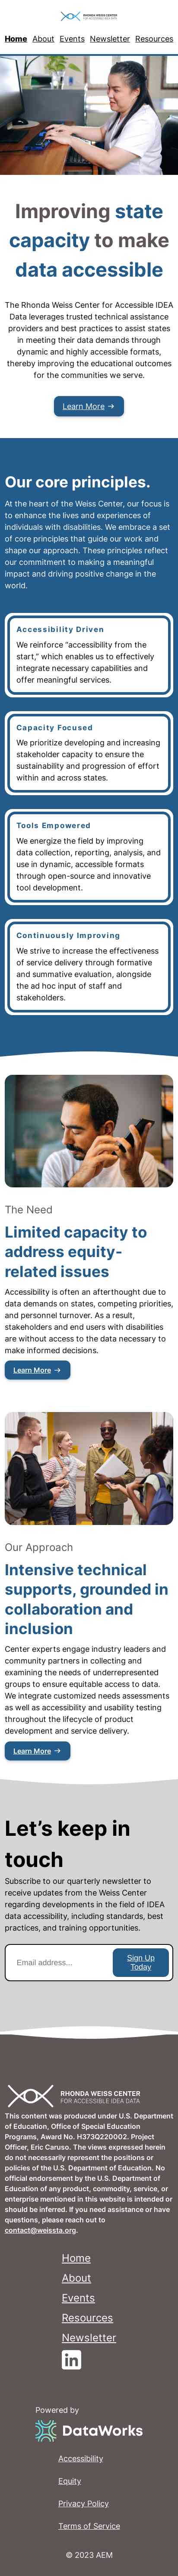 RHONDA WEISS CENTER
FOR ACCESSIBLE IDEA DATA
Home About Events Newsletter Resources
Improving state
capacity to make
data accessible
The Rhonda Weiss Center for Accessible IDEA
Data leverages trusted technical assistance
providers and best practices to assist states
in meeting their data demands through
dynamic and highly accessible formats,
thereby improving the educational outcomes
for the communities we serve.
Learn More →
Our core principles.
At the heart of the Weiss Center, our focus is
to enhance the lives and experiences of
individuals with disabilities. We embrace a set
of core principles that guide our work and
shape our approach. These principles reflect
our commitment to making a meaningful
impact and driving positive change in the
world.
Accessibility Driven
We reinforce “accessibility from the
start,” which enables us to effectively
integrate necessary capabilities and
offer meaningful services.
Capacity Focused
We prioritize developing and increasing
stakeholder capacity to ensure the
sustainability and progression of effort
within and across states.
Tools Empowered
We energize the field by improving
data collection, reporting, analysis, and
use in dynamic, accessible formats
through open-source and innovative
tool development.
Continuously Improving
We strive to increase the effectiveness
of service delivery through formative
and summative evaluation, alongside
the ad hoc input of staff and
stakeholders.
The Need
Limited capacity to
address equity-
related issues
Accessibility is often an afterthought due to
data demands on states, competing priorities,
and personnel turnover. As a result,
stakeholders and end users with disabilities
are without access to the data necessary to
make informed decisions.
Learn More →
Our Approach
Intensive technical
supports, grounded in
collaboration and
inclusion
Center experts engage industry leaders and
community partners in collecting and
examining the needs of underrepresented
groups to ensure equitable access to data.
We integrate customized needs assessments
as well as accessibility and usability testing
throughout the lifecycle of product
development and service delivery.
Learn More →
Let’s keep in
touch
Subscribe to our quarterly newsletter to
receive updates from the Weiss Center
regarding developments in the field of IDEA
data accessibility, including standards, best
practices, and training opportunities.
Email address...
Sign Up
Today
RHONDA WEISS CENTER
FOR ACCESSIBLE IDEA DATA
This content was produced under U.S. Department
of Education, Office of Special Education
Programs, Award No. H373Q220002. Project
Officer, Eric Caruso. The views expressed herein
do not necessarily represent the positions or
policies of the U.S. Department of Education. No
official endorsement by the U.S. Department of
Education of any product, commodity, service, or
enterprise mentioned in this website is intended or
should be inferred. If you need assistance or have
questions, please reach out to
contact@weissta.org.
Home
About
Events
Resources
Newsletter
in
Powered by
DataWorks
Accessibility
Equity
Privacy Policy
Terms of Service
© 2023 AEM